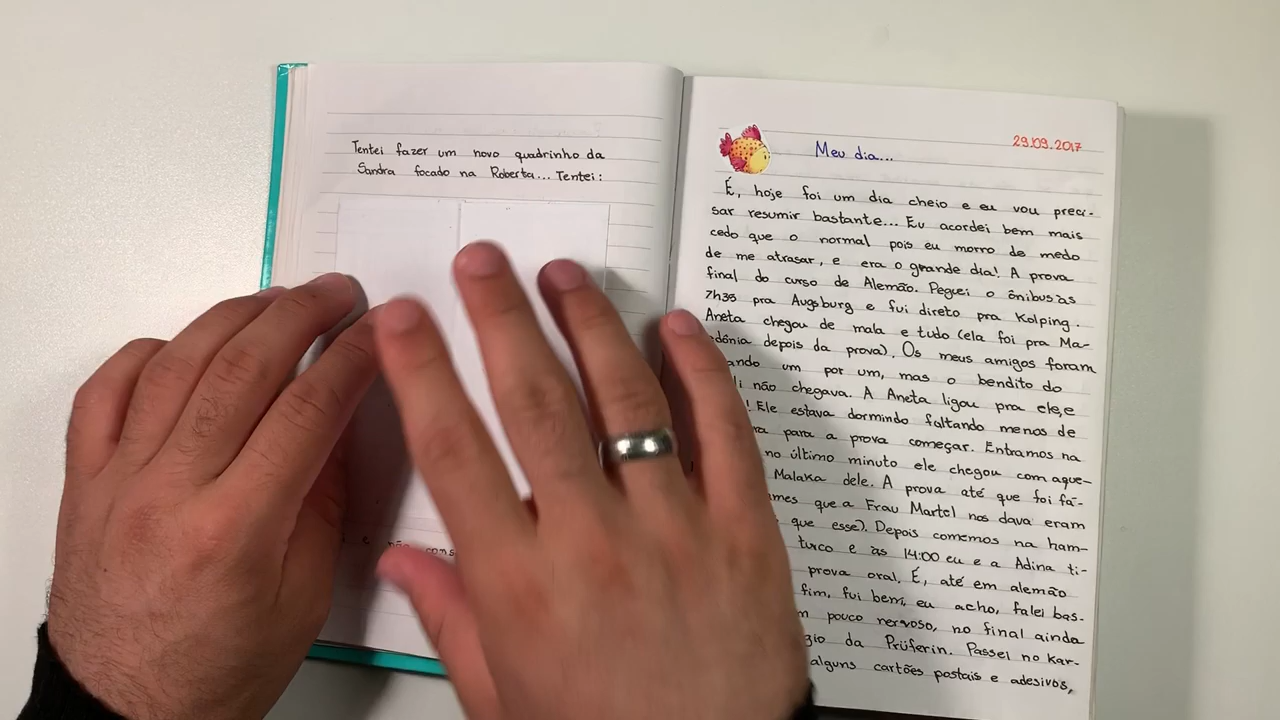 Tentei fazer um novo quadrinho da
Sandra focado na Roberta... Tentei:
e não
29.09.2017
Meu dia...
É, hoje foi um dia cheio e eu vou preci-
sar resumir bastante... Eu acordei bem mais
cedo que o normal pois eu morro de medo
de me atrasar, e era o grande dia! A prova
final do curso de Alemão. Peguei o ônibus às
7h35 pra Augsburg e fui direto pra Kolping.
Aneta chegou de mala e tudo (ela foi pra Ma-
dônia depois da prova). Os meus amigos foram
um por um, mas o bendito do
não chegava. A Aneta ligou pra ele, e
! Ele estava dormindo faltando menos de
para a prova começar. Entramos na
no último minuto ele chegou com aque-
Malaka dele. A prova até que foi fá-
que a Frau Martel nos dava eram
que esse). Depois comemos na ham-
turco e às 14:00 eu e a Adina ti-
prova oral. É, até em alemão
fim, fui bem, eu acho, falei bas-
pouco nervoso, no final ainda
da Prüferin. Passei no Kar-
alguns cartões postais e adesivos,